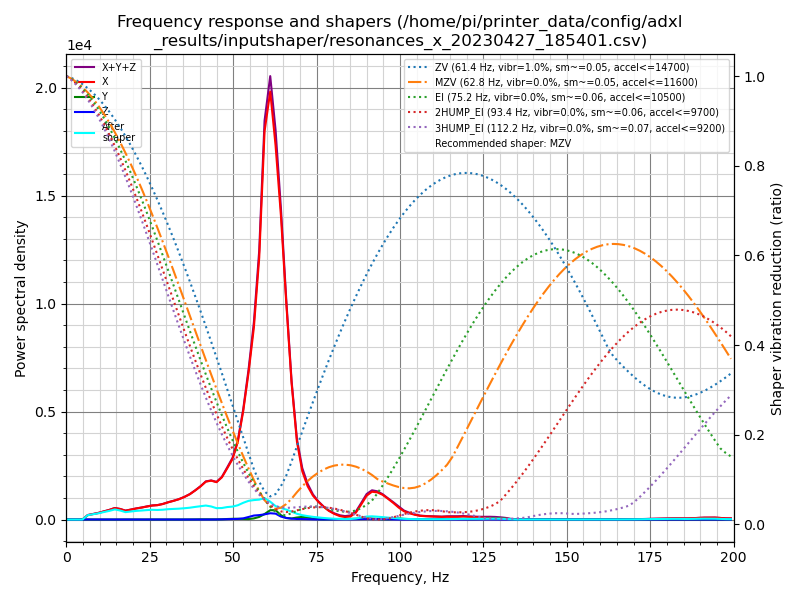 Frequency response and shapers (/home/pi/printer_data/config/adxl
_results/inputshaper/resonances_x_20230427_185401.csv)
1e4
X+Y+Z
X
Y
Z
After
shaper
ZV (61.4 Hz, vibr=1.0%, sm~=0.05, accel<=14700)
MZV (62.8 Hz, vibr=0.0%, sm~=0.05, accel<=11600)
EI (75.2 Hz, vibr=0.0%, sm~=0.06, accel<=10500)
2HUMP_EI (93.4 Hz, vibr=0.0%, sm~=0.06, accel<=9700)
3HUMP_EI (112.2 Hz, vibr=0.0%, sm~=0.07, accel<=9200)
Recommended shaper: MZV
Power spectral density
2.0
1.5
1.0
0.5
0.0
1.0
0.8
0.6
0.4
0.2
0.0
Shaper vibration reduction (ratio)
0 25 50 75 100 125 150 175 200
Frequency, Hz